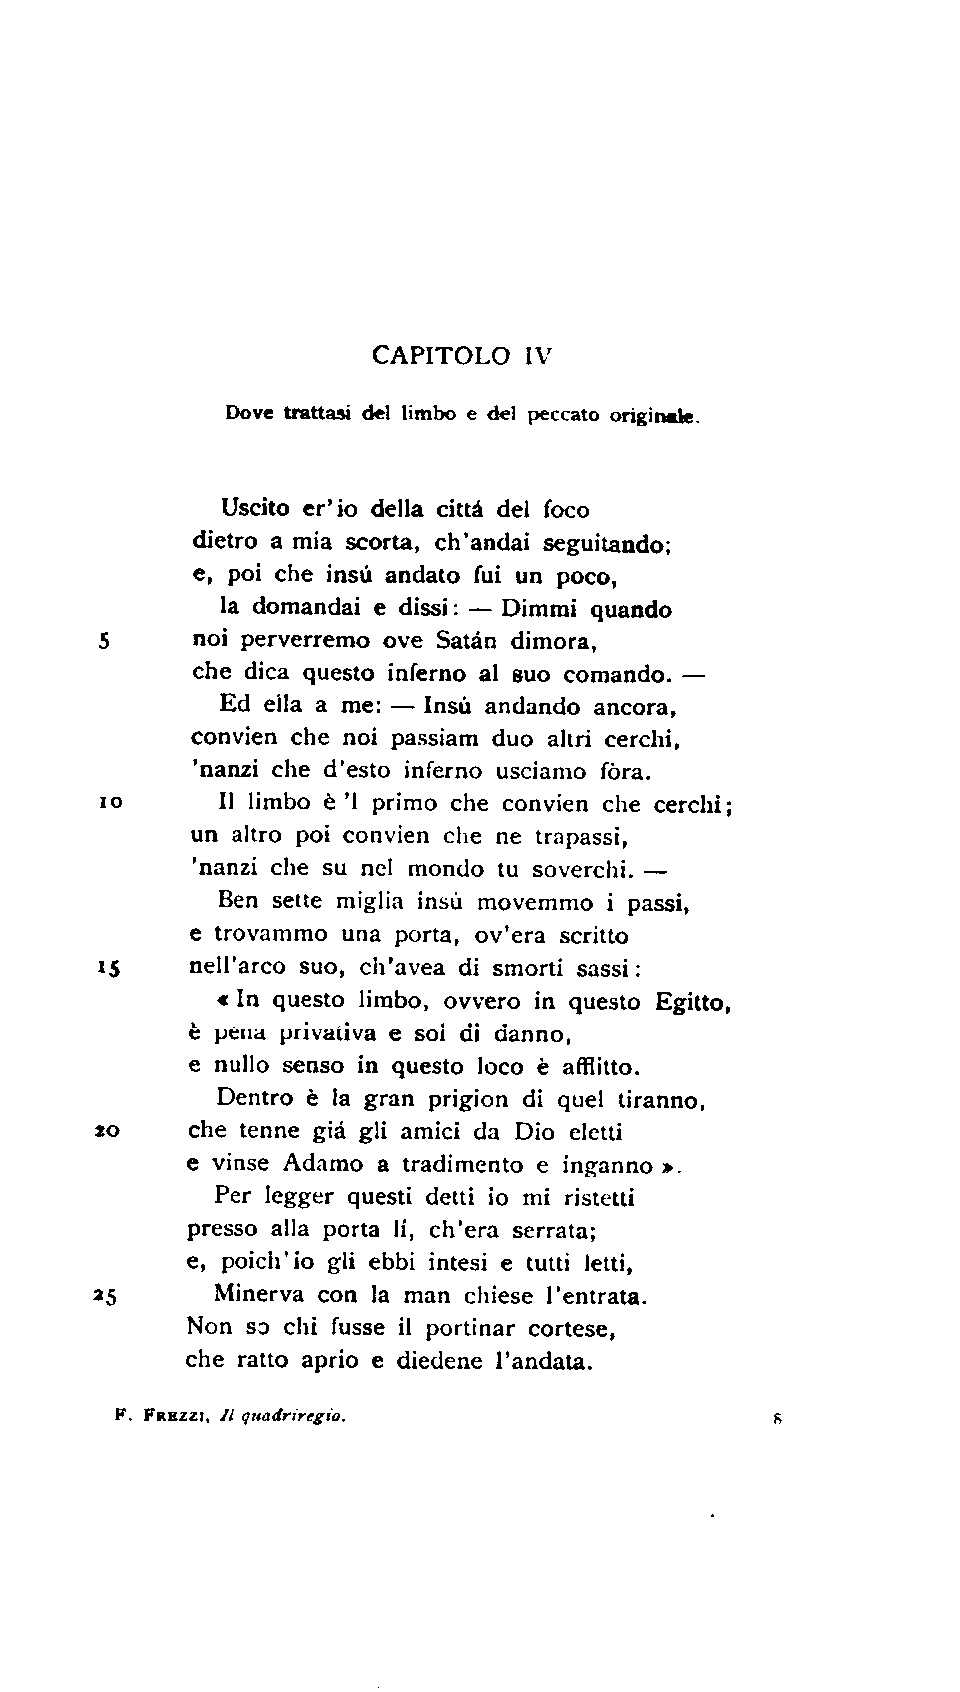 CAPITOLO IV
Dove trattasi del limbo e del peccato originale.
Uscito er'io della cittá del foco
dietro a mia scorta, ch'andai seguitando;
e, poi che insú andato fui un poco,
la domandai e dissi: — Dimmi quando
5 noi perverremo ove Satán dimora,
che dica questo inferno al suo comando. —
Ed ella a me: — Insú andando ancora,
convien che noi passiam duo altri cerchi,
'nanzi che d'esto inferno usciamo fòra.
10 Il limbo è 'l primo che convien che cerchi;
un altro poi convien che ne trapassi,
'nanzi che su nel mondo tu soverchi. —
Ben sette miglia insú movemmo i passi,
e trovammo una porta, ov'era scritto
15 nell'arco suo, ch'avea di smorti sassi:
« In questo limbo, ovvero in questo Egitto,
è pena privativa e sol di danno,
e nullo senso in questo loco è afflitto.
Dentro è la gran prigion di quel tiranno,
20 che tenne giá gli amici da Dio eletti
e vinse Adamo a tradimento e inganno ».
Per legger questi detti io mi ristetti
presso alla porta lí, ch'era serrata;
e, poich'io gli ebbi intesi e tutti letti,
25 Minerva con la man chiese l'entrata.
Non so chi fusse il portinar cortese,
che ratto aprio e diedene l'andata.
F. FREZZI, Il quadriregio. 8